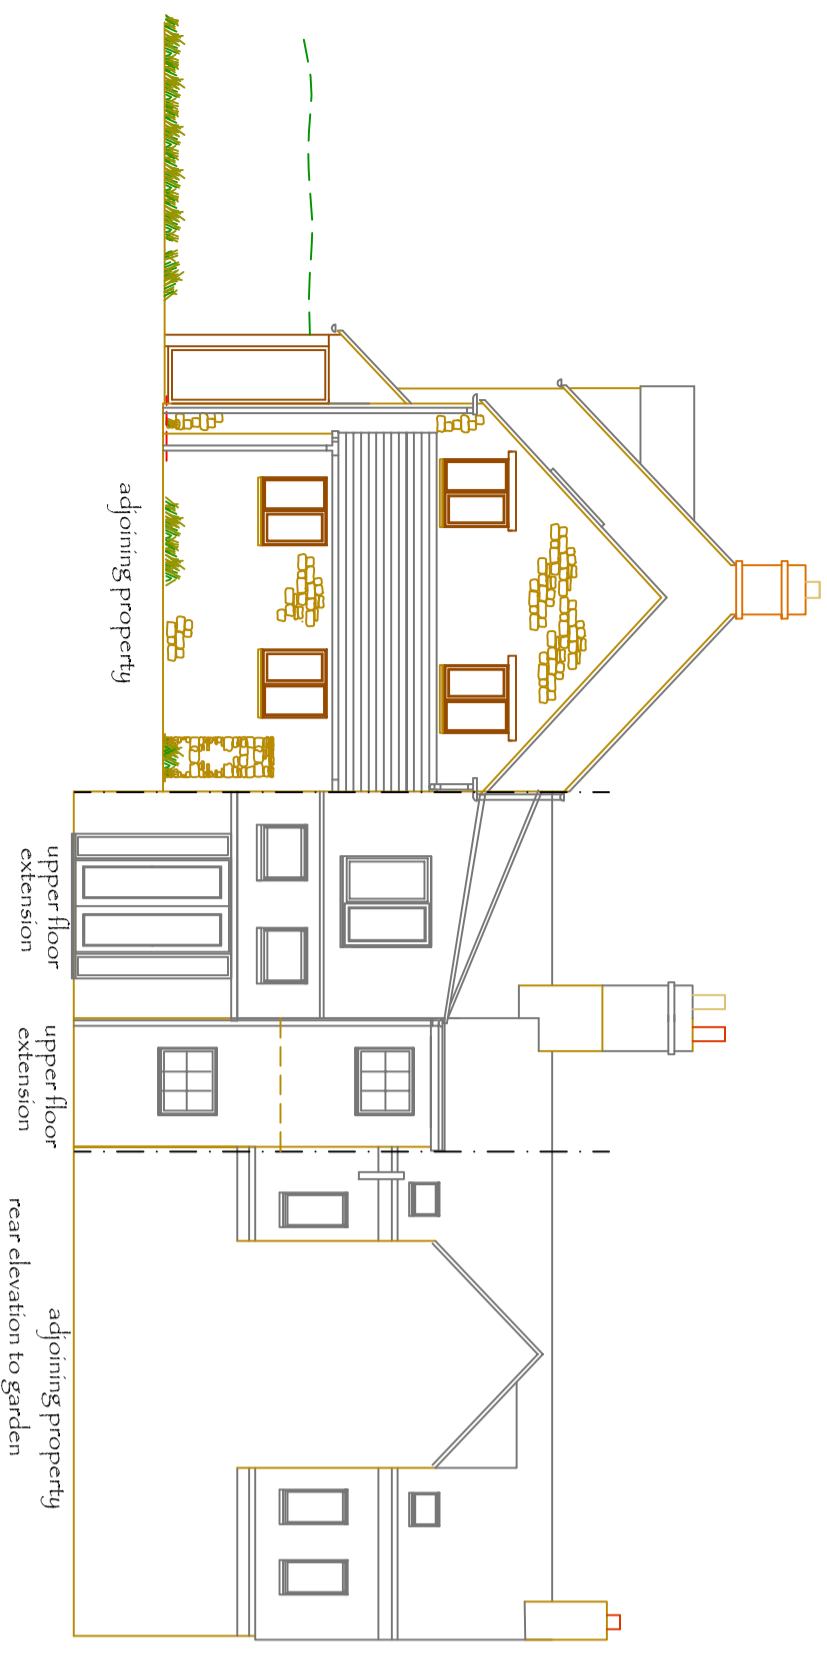 adjoining property
upper floor
extension
upper floor
extension
adjoining property
rear elevation to garden